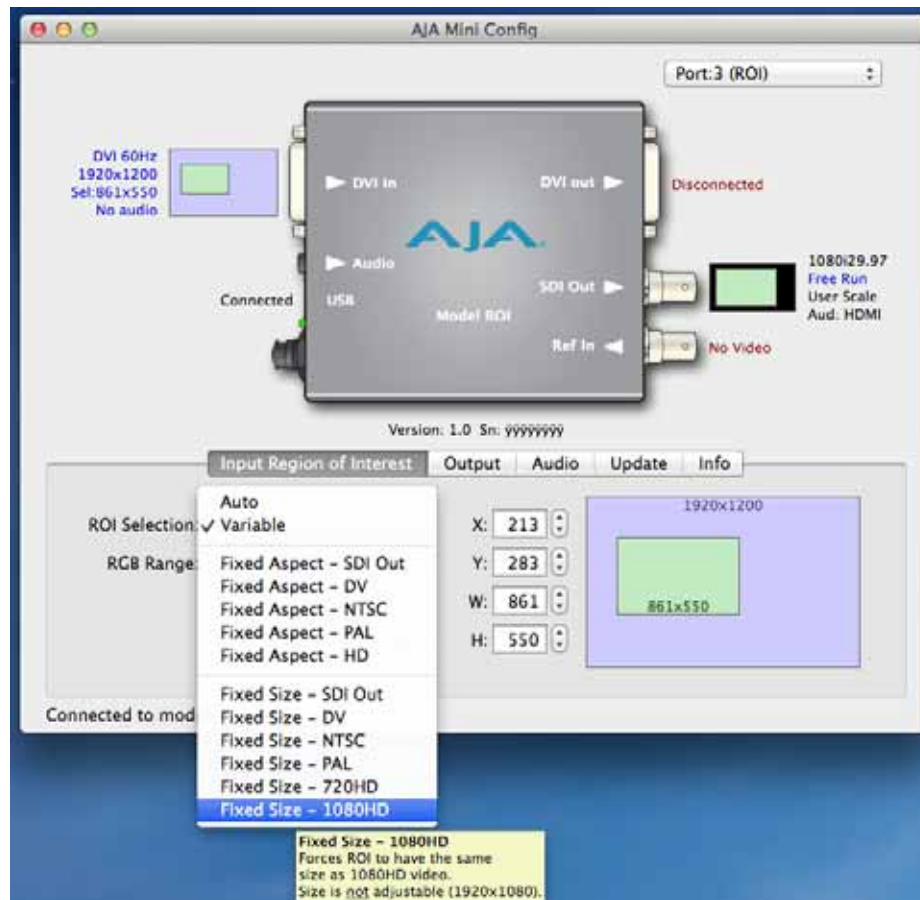 AJA Mini Config
Port:3 (ROI)
DVI 60Hz
1920x1200
Sel:861x550
No audio
DVI In
DVI out
Disconnected
AJA
Audio
Connected
USB
SDI Out
Model ROI
Ref In
1080i29.97
Free Run
User Scale
Aud: HDMI
No Video
Version: 1.0 Sn: ÿÿÿÿÿÿÿÿ
Input Region of Interest
Output
Audio
Update
Info
ROI Selection:
RGB Range:
Auto
✓ Variable
Fixed Aspect – SDI Out
Fixed Aspect – DV
Fixed Aspect – NTSC
Fixed Aspect – PAL
Fixed Aspect – HD
Fixed Size – SDI Out
Fixed Size – DV
Fixed Size – NTSC
Fixed Size – PAL
Fixed Size – 720HD
Fixed Size – 1080HD
X: 213
Y: 283
W: 861
H: 550
1920x1200
861x550
Connected to mod
Fixed Size – 1080HD
Forces ROI to have the same
size as 1080HD video.
Size is not adjustable (1920x1080).